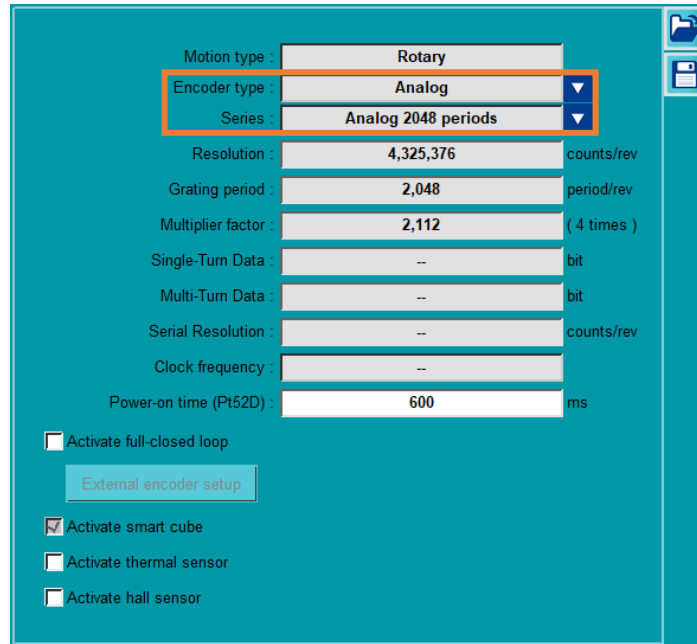 Motion type : Rotary
Encoder type : Analog
Series : Analog 2048 periods
Resolution : 4,325,376 counts/rev
Grating period : 2,048 period/rev
Multiplier factor : 2,112 ( 4 times )
Single-Turn Data : -- bit
Multi-Turn Data : -- bit
Serial Resolution : -- counts/rev
Clock frequency : --
Power-on time (Pt52D) : 600 ms
Activate full-closed loop
External encoder setup
Activate smart cube
Activate thermal sensor
Activate hall sensor